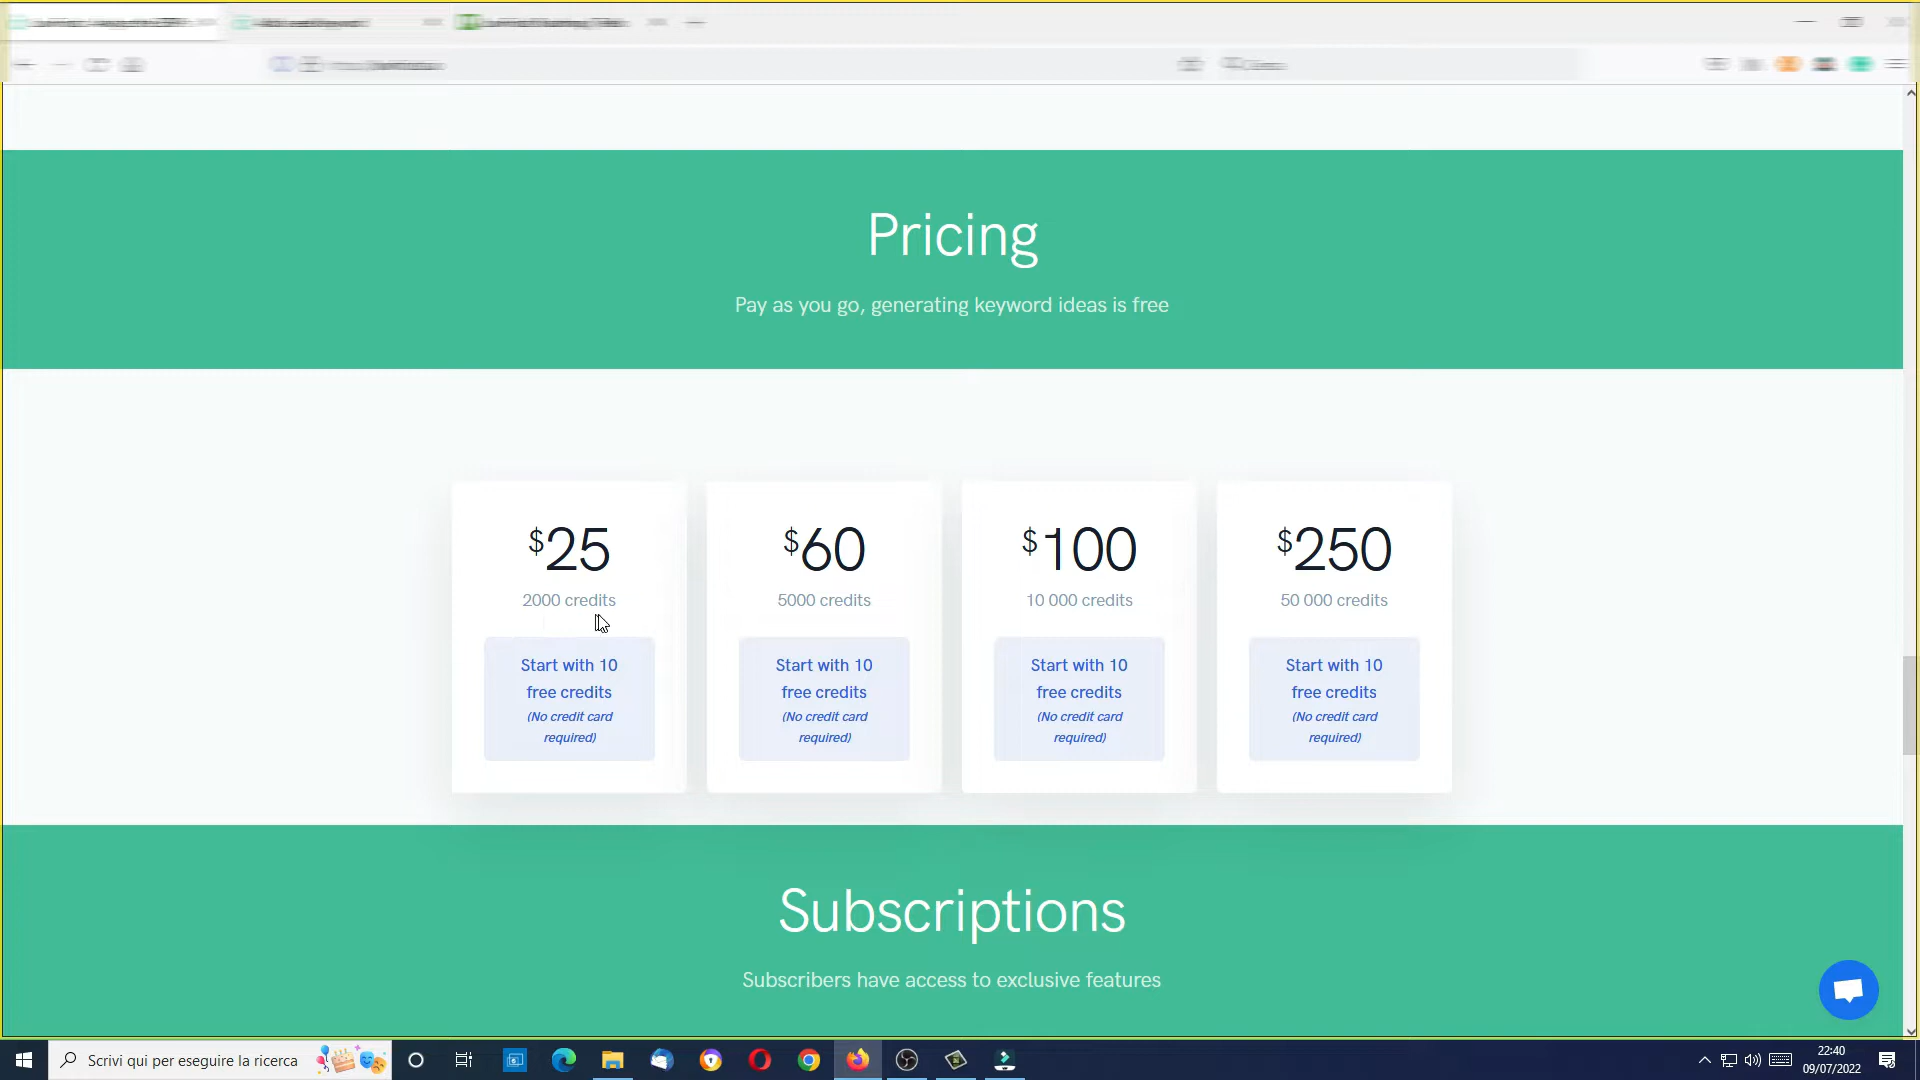 Pricing
Pay as you go, generating keyword ideas is free
$25
2000 credits
Start with 10
free credits
(No credit card
required)
$60
5000 credits
Start with 10
free credits
(No credit card
required)
$100
10 000 credits
Start with 10
free credits
(No credit card
required)
$250
50 000 credits
Start with 10
free credits
(No credit card
required)
Subscriptions
Subscribers have access to exclusive features
Scrivi qui per eseguire la ricerca
22:40
09/07/2022